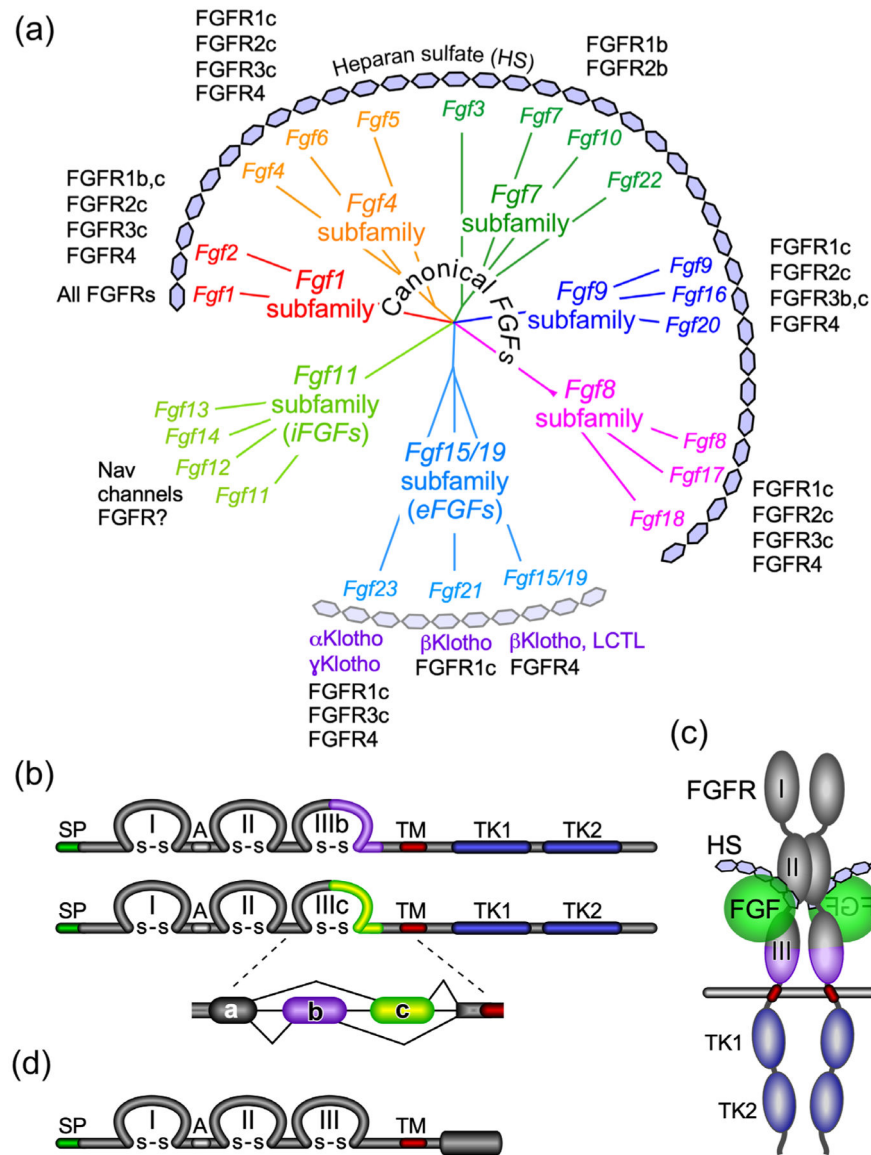 (a)
FGFR1c
FGFR2c
FGFR3c
FGFR4
Heparan sulfate (HS)
FGFR1b
FGFR2b
Fgf5
Fgf3
Fgf7
Fgf6
Fgf10
Fgf4
Fgf22
FGFR1b,c
FGFR2c
FGFR3c
FGFR4
All FGFRs
Fgf4
subfamily
Fgf7
subfamily
Fgf2
Fgf1
Fgf1
subfamily
Canonical FGFs
Fgf9
subfamily
Fgf9
Fgf16
Fgf20
FGFR1c
FGFR2c
FGFR3b,c
FGFR4
Fgf11
subfamily
(iFGFs)
Fgf13
Fgf14
Fgf12
Fgf11
Nav
channels
FGFR?
Fgf8
subfamily
Fgf8
Fgf17
Fgf18
FGFR1c
FGFR2c
FGFR3c
FGFR4
Fgf15/19
subfamily
(eFGFs)
Fgf23
Fgf21
Fgf15/19
αKlotho
γKlotho
FGFR1c
FGFR3c
FGFR4
βKlotho
FGFR1c
βKlotho, LCTL
FGFR4
(b)
SP I A II IIIb TM TK1 TK2
S-S S-S S-S
SP I A II IIIc TM TK1 TK2
S-S S-S S-S
a b c
(c)
FGFR I
HS II
FGF FGF
III
TK1
TK2
(d)
SP I A II III TM
S-S S-S S-S